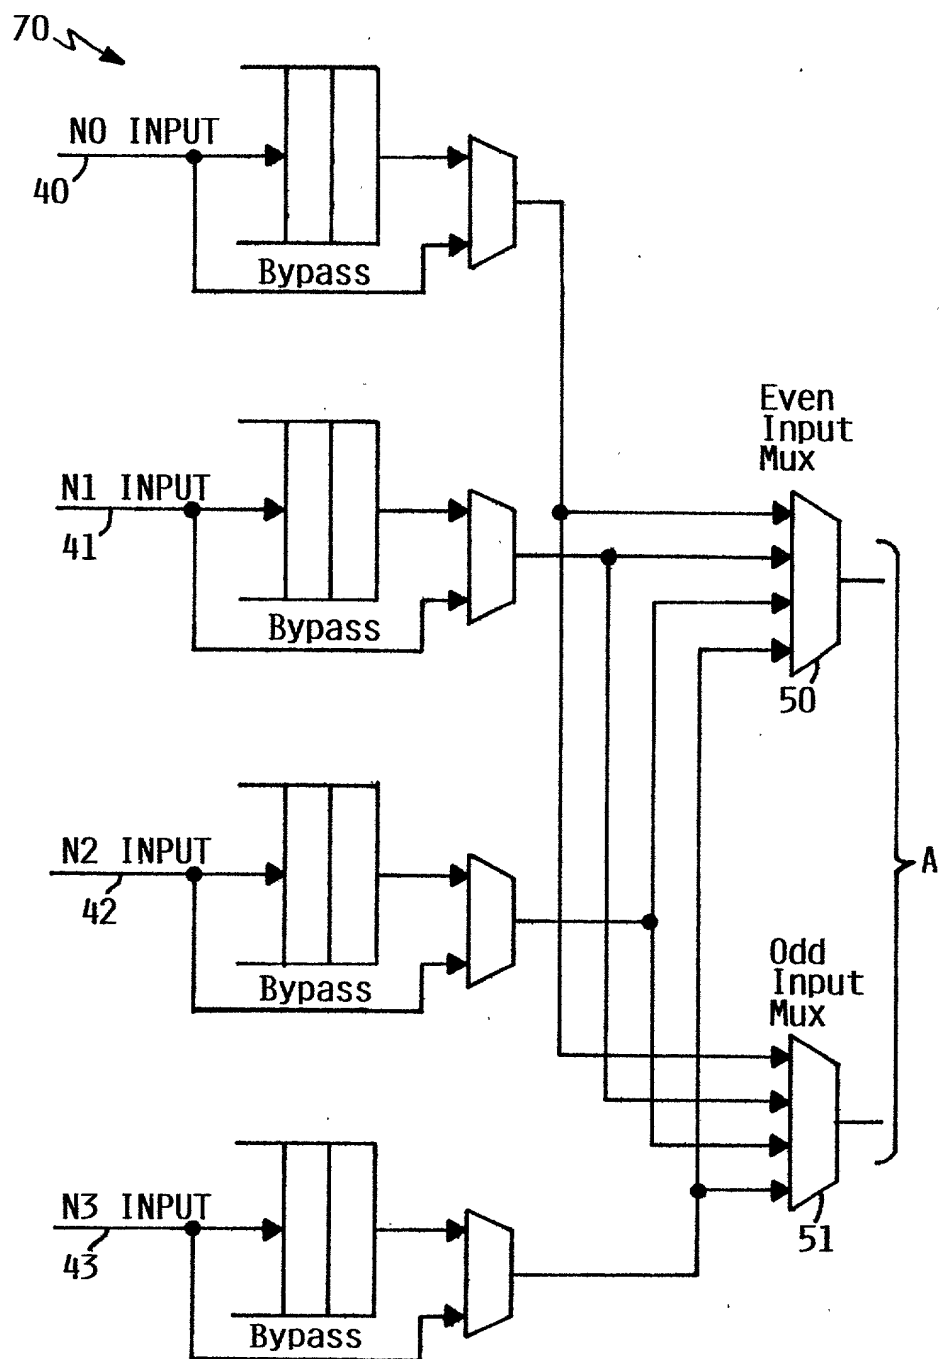 70
N0 INPUT
40
Bypass
N1 INPUT
41
Bypass
Even
Input
Mux
50
N2 INPUT
42
Bypass
A
Odd
Input
Mux
51
N3 INPUT
43
Bypass